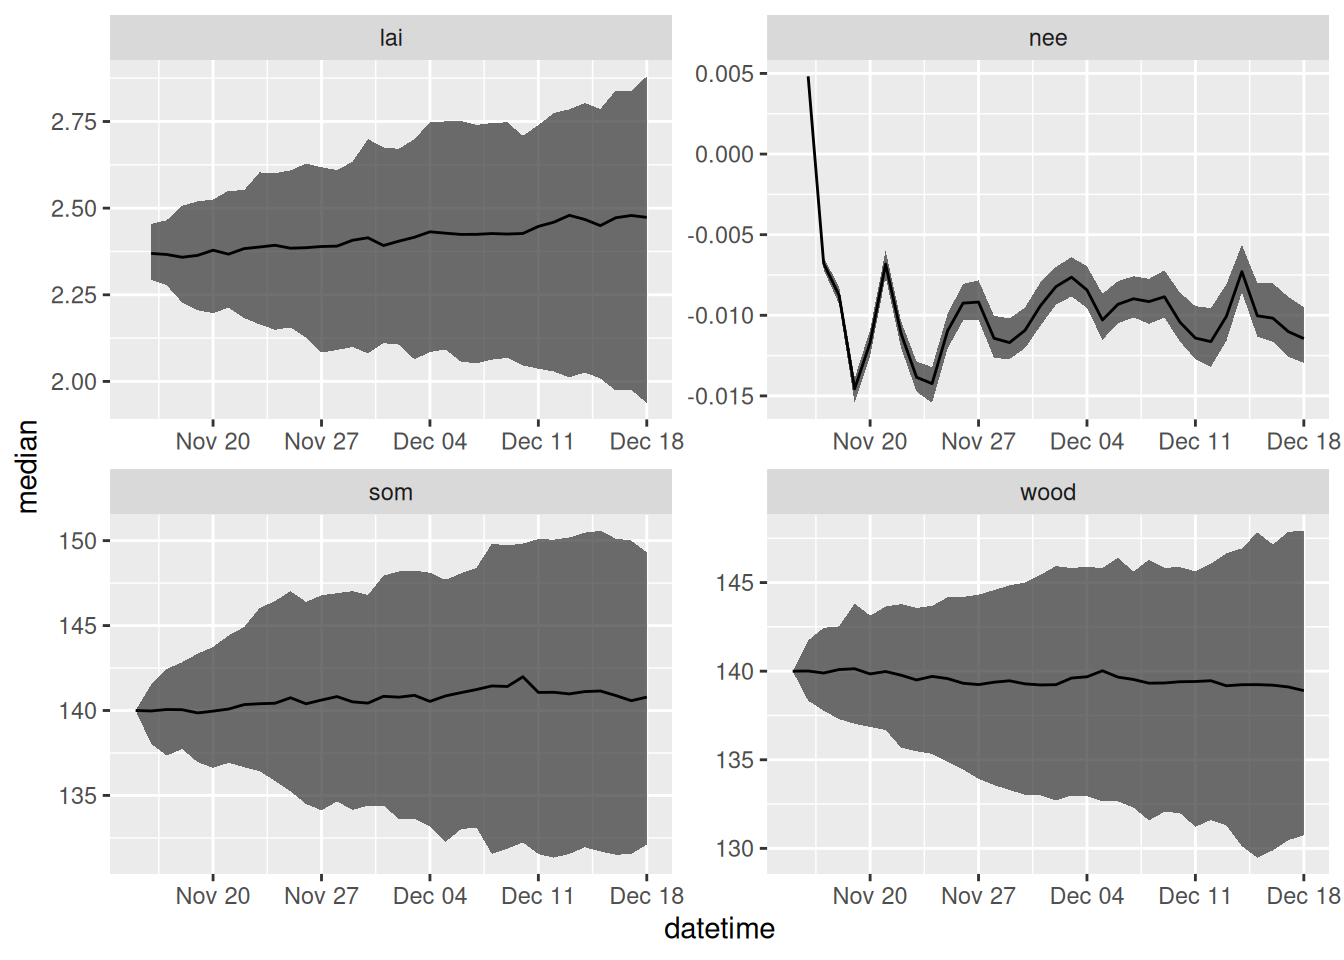 lai
nee
2.75
2.50
2.25
2.00
0.005
0.000
-0.005
-0.010
-0.015
Nov 20 Nov 27 Dec 04 Dec 11 Dec 18
Nov 20 Nov 27 Dec 04 Dec 11 Dec 18
median
som
wood
150
145
140
135
145
140
135
130
Nov 20 Nov 27 Dec 04 Dec 11 Dec 18
Nov 20 Nov 27 Dec 04 Dec 11 Dec 18
datetime